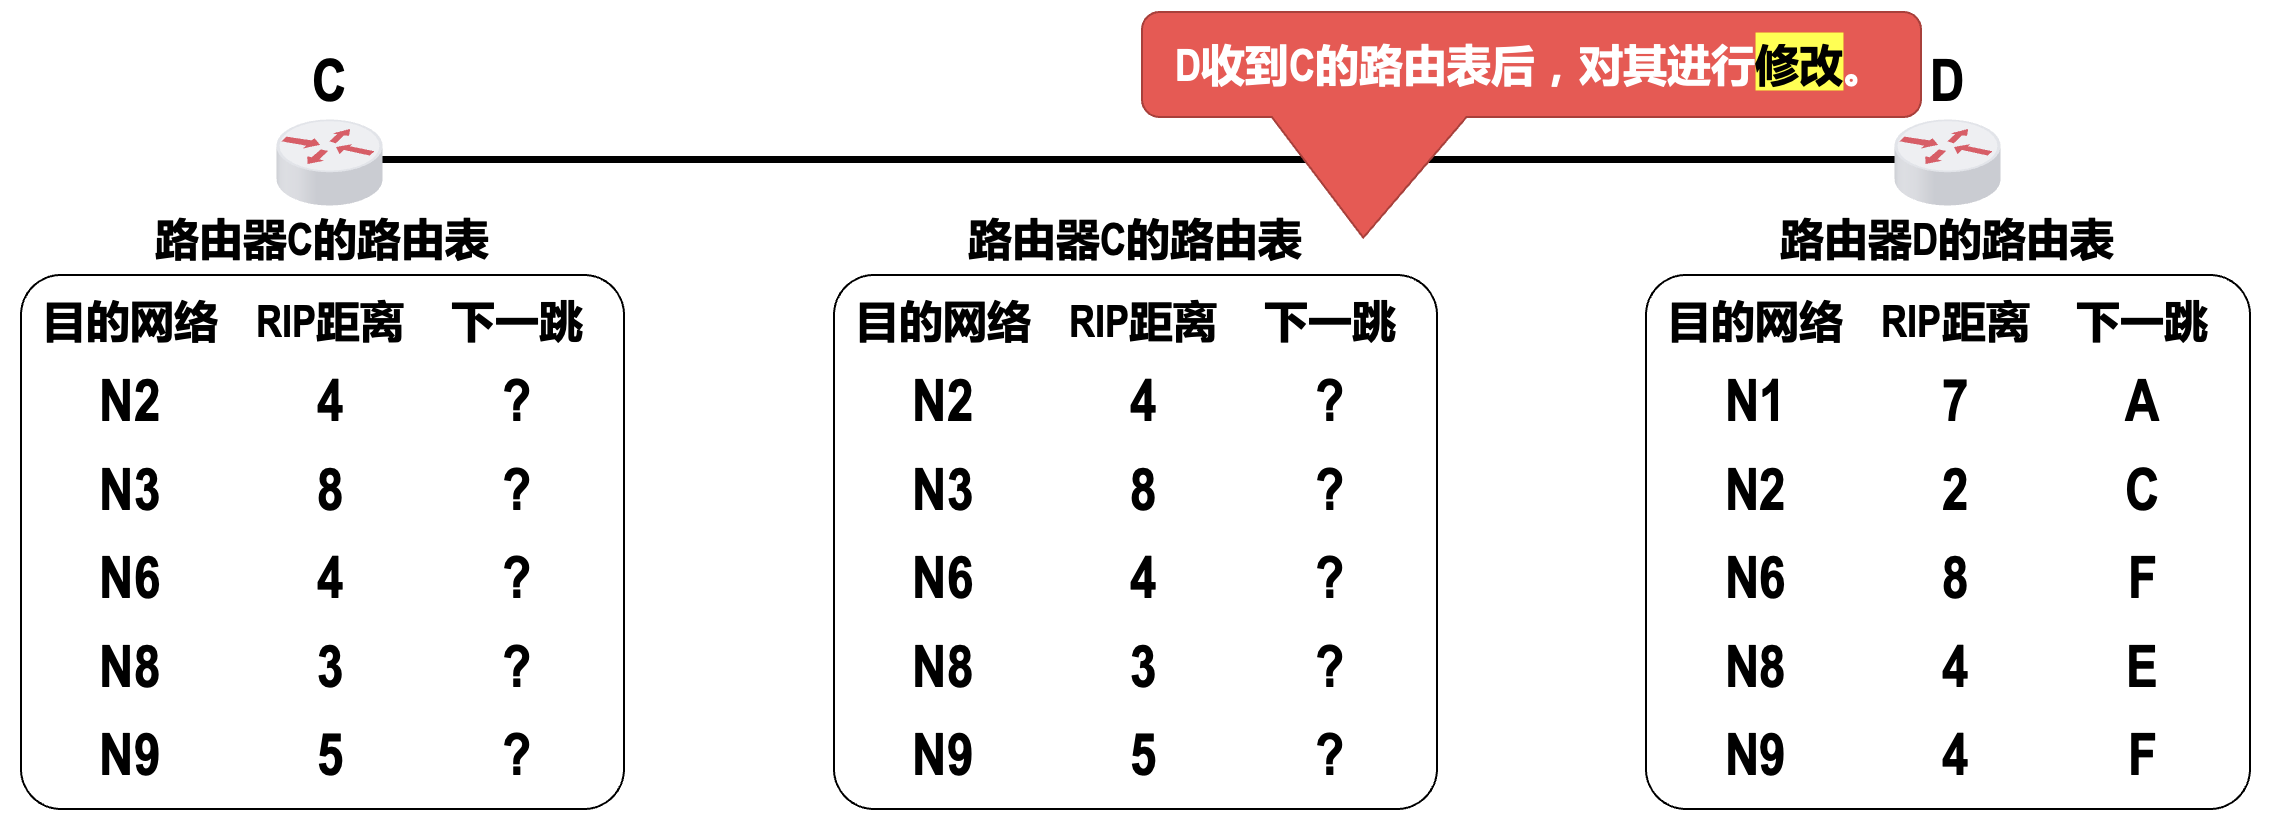 D收到C的路由表后，对其进行修改。
C
D
路由器C的路由表
目的网络 RIP距离 下一跳
N2 4 ?
N3 8 ?
N6 4 ?
N8 3 ?
N9 5 ?
路由器C的路由表
目的网络 RIP距离 下一跳
N2 4 ?
N3 8 ?
N6 4 ?
N8 3 ?
N9 5 ?
路由器D的路由表
目的网络 RIP距离 下一跳
N1 7 A
N2 2 C
N6 8 F
N8 4 E
N9 4 F